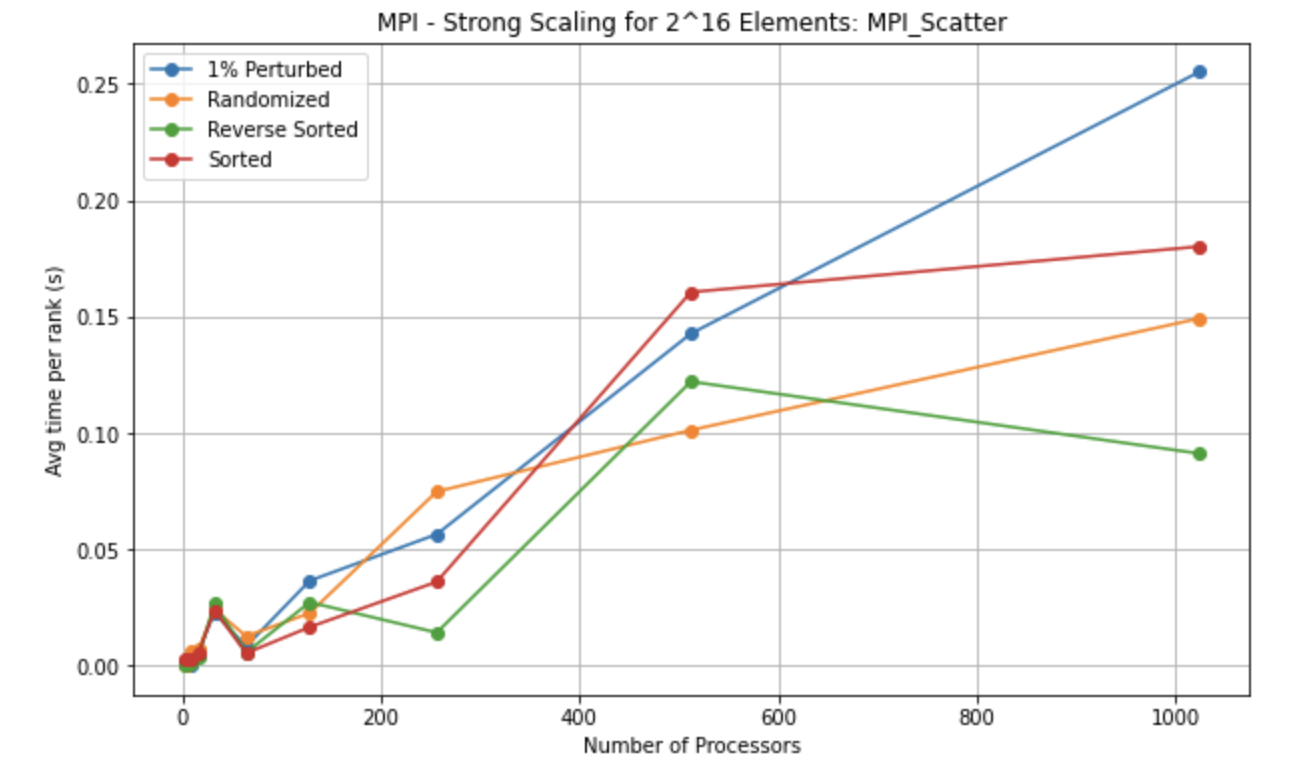 MPI - Strong Scaling for 2^16 Elements: MPI_Scatter
1% Perturbed
Randomized
Reverse Sorted
Sorted
0.25
0.20
0.15
0.10
0.05
0.00
Avg time per rank (s)
0 200 400 600 800 1000
Number of Processors